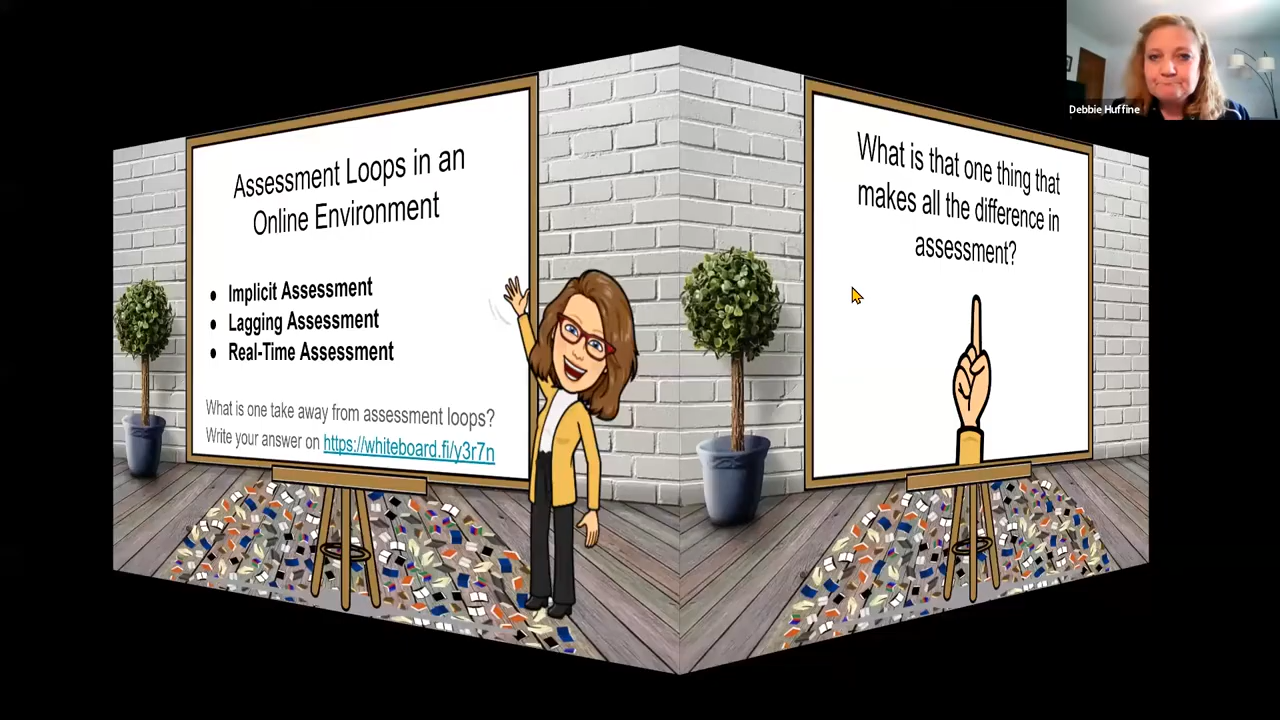 Debbie Huffine
Assessment Loops in an
Online Environment
Implicit Assessment
Lagging Assessment
Real-Time Assessment
What is one take away from assessment loops?
Write your answer on https://whiteboard.fi/y3r7n
What is that one thing that
makes all the difference in
assessment?